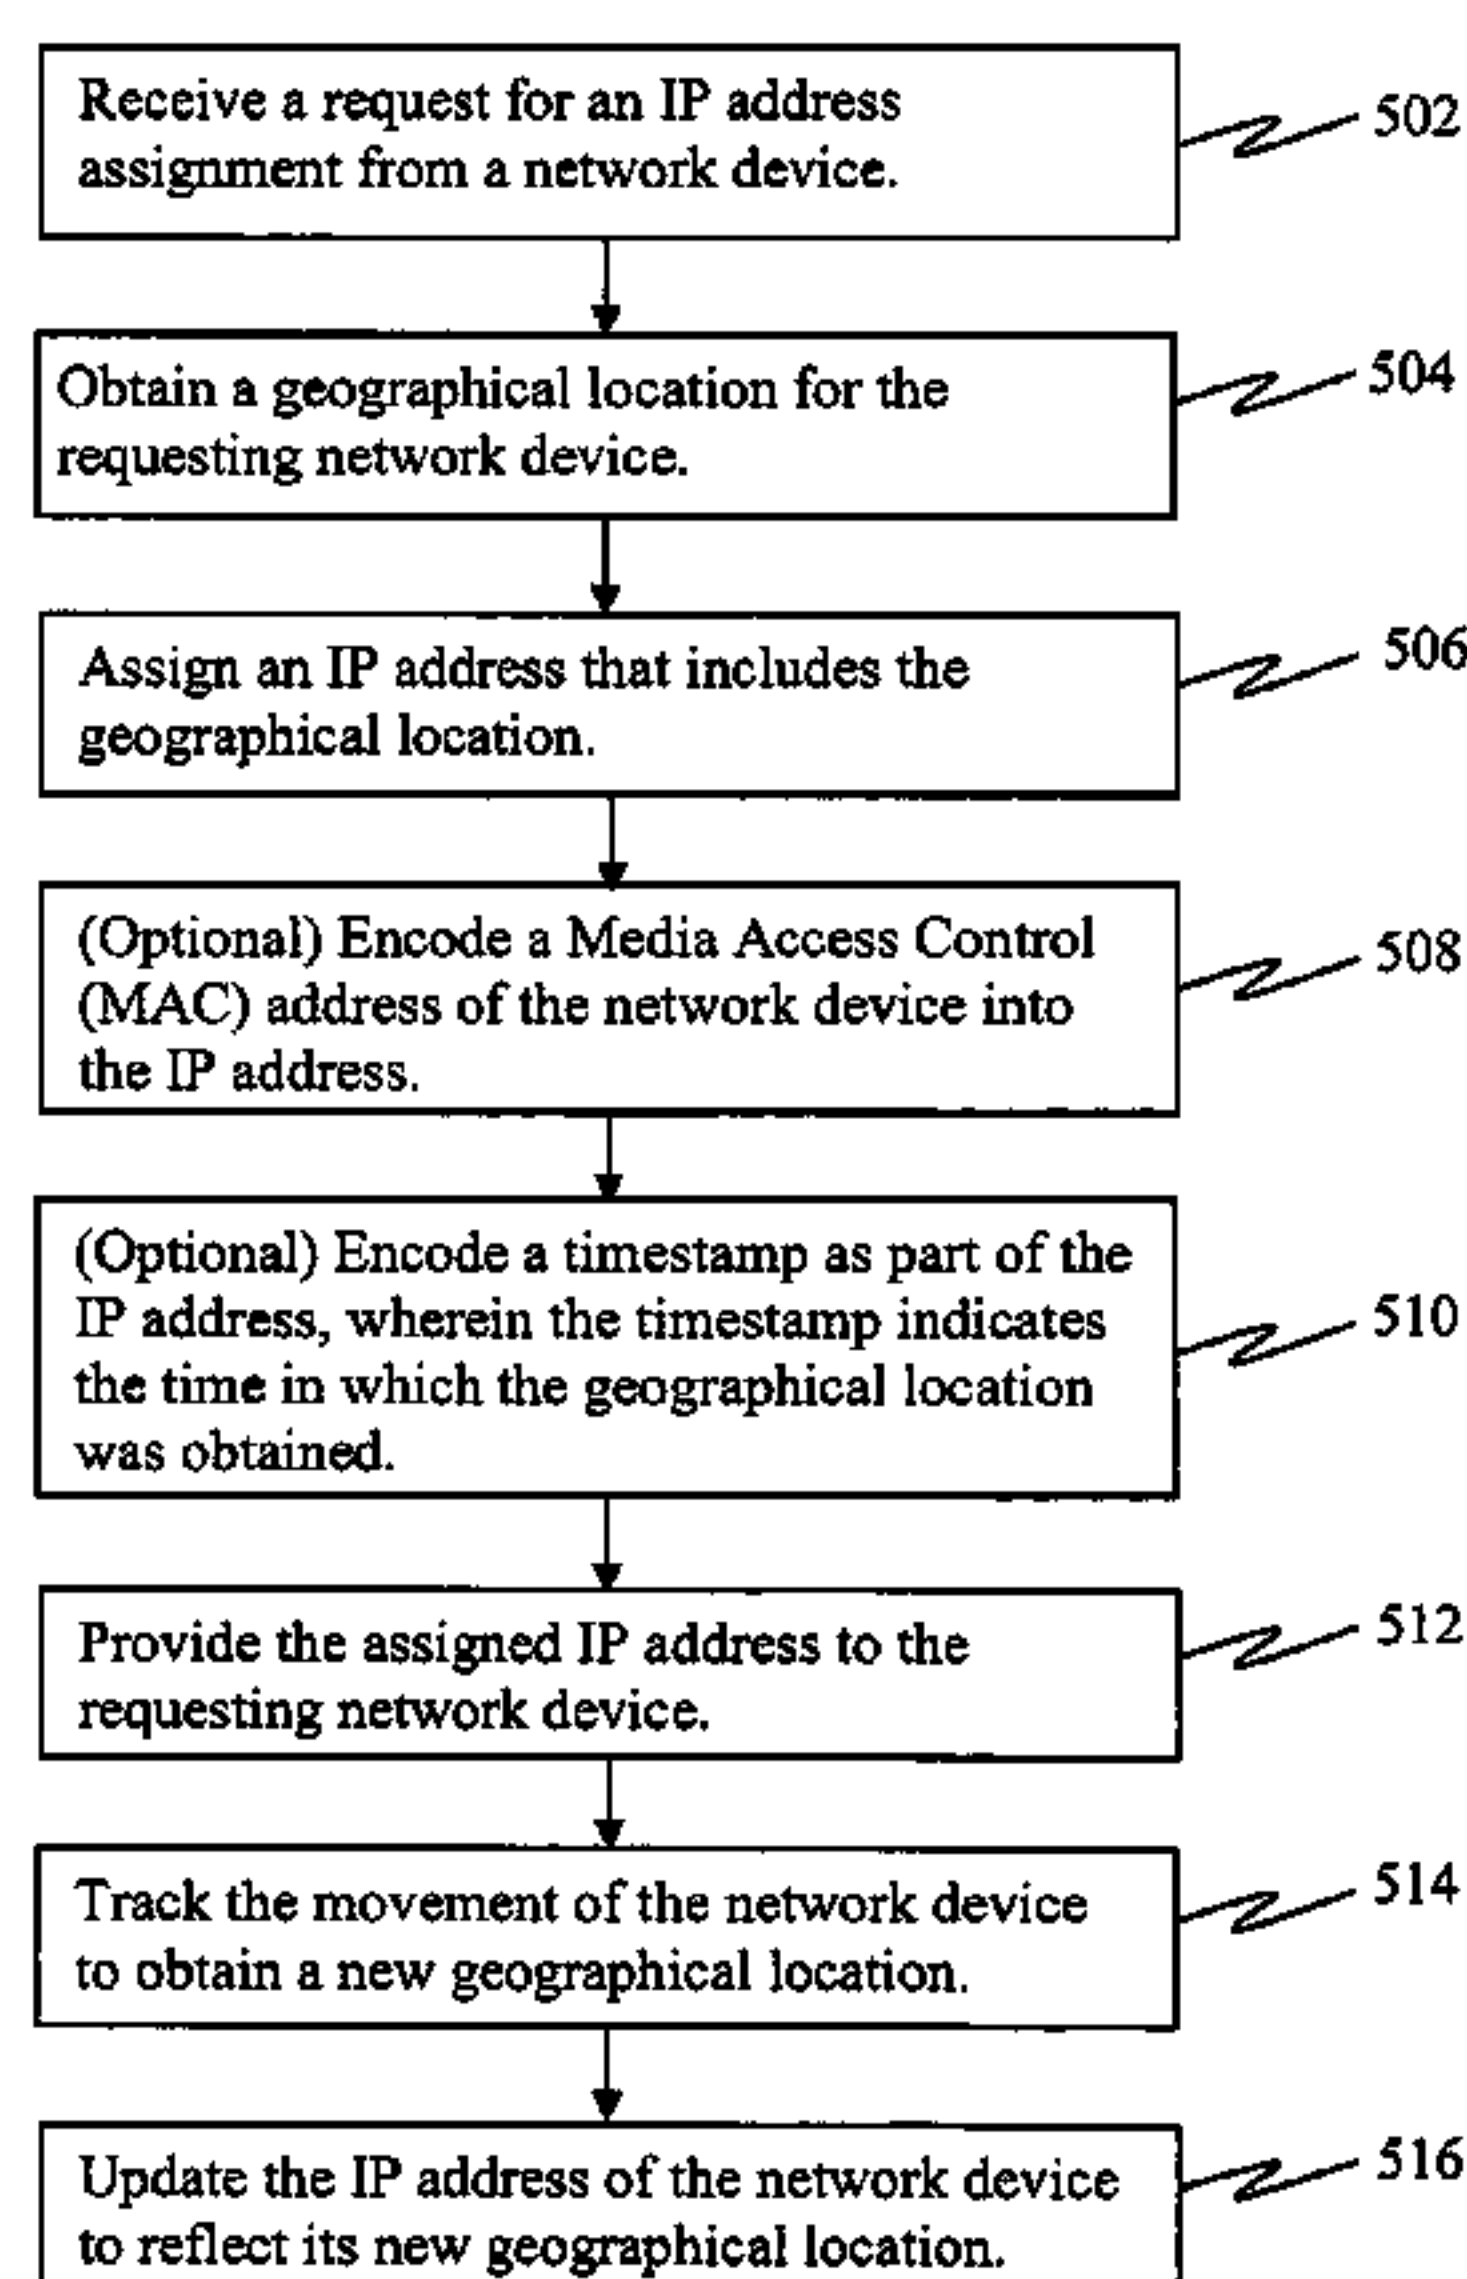 Receive a request for an IP address
assignment from a network device.
502
Obtain a geographical location for the
requesting network device.
504
Assign an IP address that includes the
geographical location.
506
(Optional) Encode a Media Access Control
(MAC) address of the network device into
the IP address.
508
(Optional) Encode a timestamp as part of the
IP address, wherein the timestamp indicates
the time in which the geographical location
was obtained.
510
Provide the assigned IP address to the
requesting network device.
512
Track the movement of the network device
to obtain a new geographical location.
514
Update the IP address of the network device
to reflect its new geographical location.
516